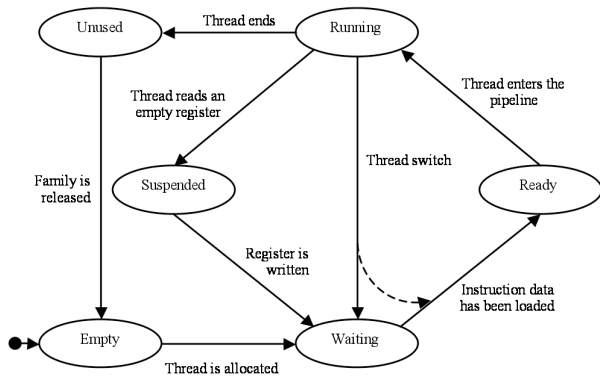 Unused
Thread ends
Running
Thread reads an
empty register
Thread enters the
pipeline
Thread switch
Family is
released
Suspended
Ready
Register is
written
Instruction data
has been loaded
Empty
Waiting
Thread is allocated